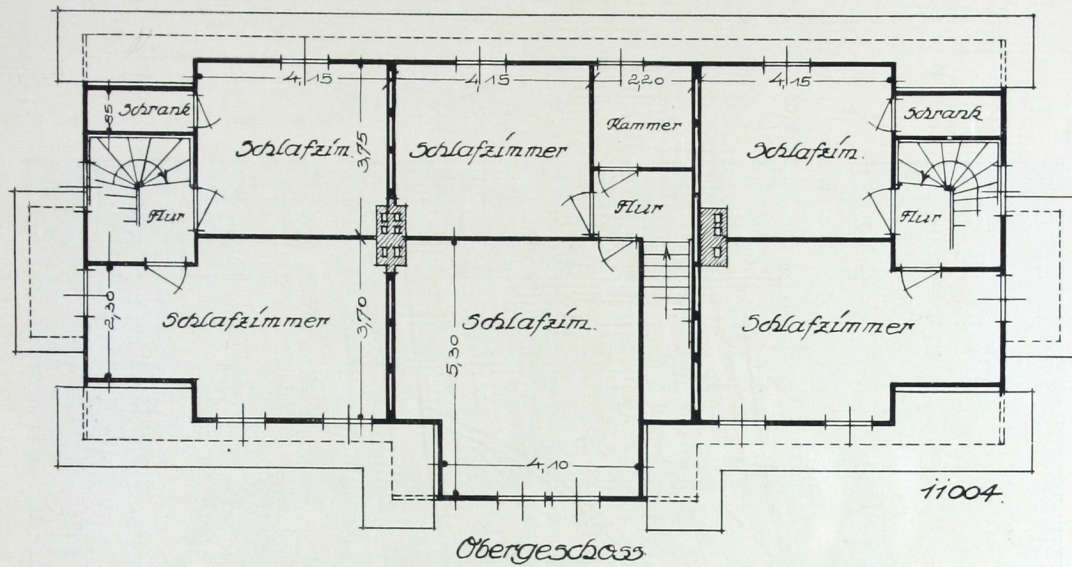 4,15
4,15
2,20
4,15
85
Schrank
Schlafzim.
3,75
Schlafzimmer
Kammer
Schlafzim.
Schrank
Flur
Flur
Flur
2,30
Schlafzimmer
3,70
5,30
Schlafzim.
Schlafzimmer
4,10
11004.
Obergeschoss